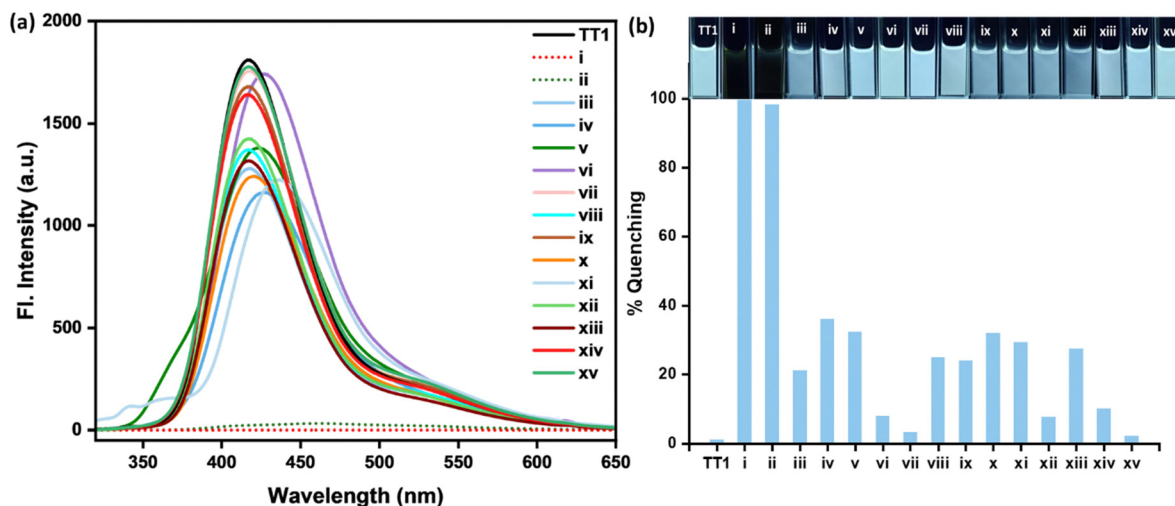 (a)
2000
1500
1000
500
0
Fl. Intensity (a.u.)
350 400 450 500 550 600 650
Wavelength (nm)
TT1
i
ii
iii
iv
v
vi
vii
viii
ix
x
xi
xii
xiii
xiv
xv
(b)
TT1 i ii iii iv v vi vii viii ix x xi xii xiii xiv xv
100
80
60
40
20
0
% Quenching
TT1 i ii iii iv v vi vii viii ix x xi xii xiii xiv xv